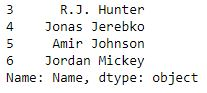 3 R.J. Hunter
4 Jonas Jerebko
5 Amir Johnson
6 Jordan Mickey
Name: Name, dtype: object